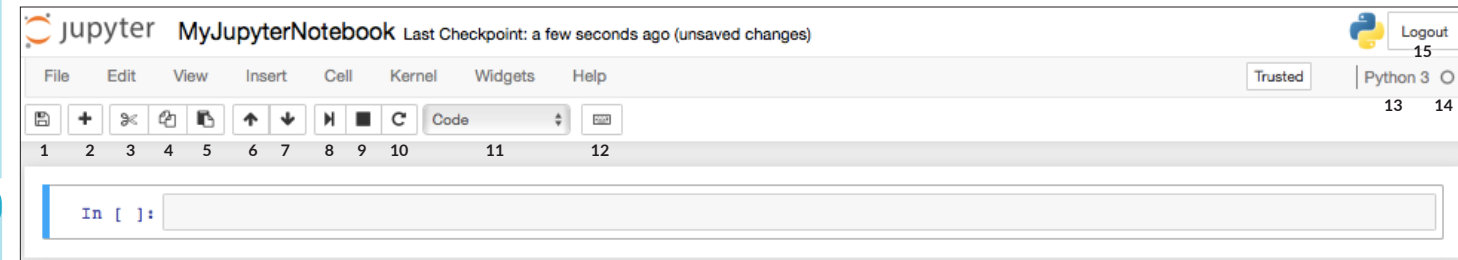 jupyter MyJupyterNotebook Last Checkpoint: a few seconds ago (unsaved changes) Logout
15
File Edit View Insert Cell Kernel Widgets Help Trusted Python 3
13 14
Code
1 2 3 4 5 6 7 8 9 10 11 12
In [ ]: